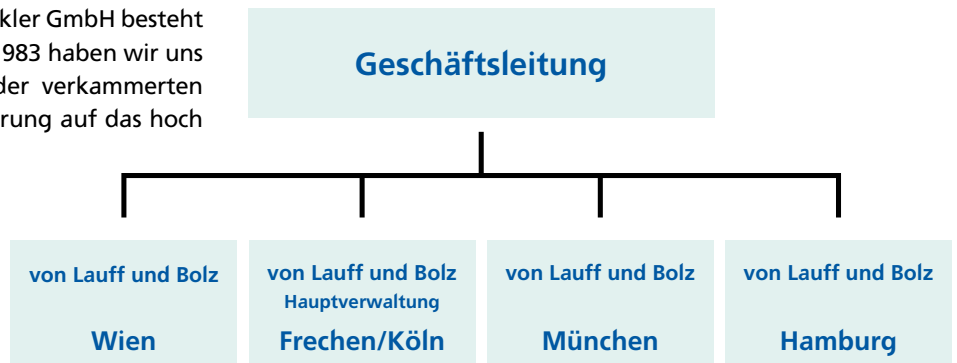 kler GmbH besteht
983 haben wir uns
der verkammerten
rung auf das hoch
Geschäftsleitung
von Lauff und Bolz
Wien
von Lauff und Bolz
Hauptverwaltung
Frechen/Köln
von Lauff und Bolz
München
von Lauff und Bolz
Hamburg